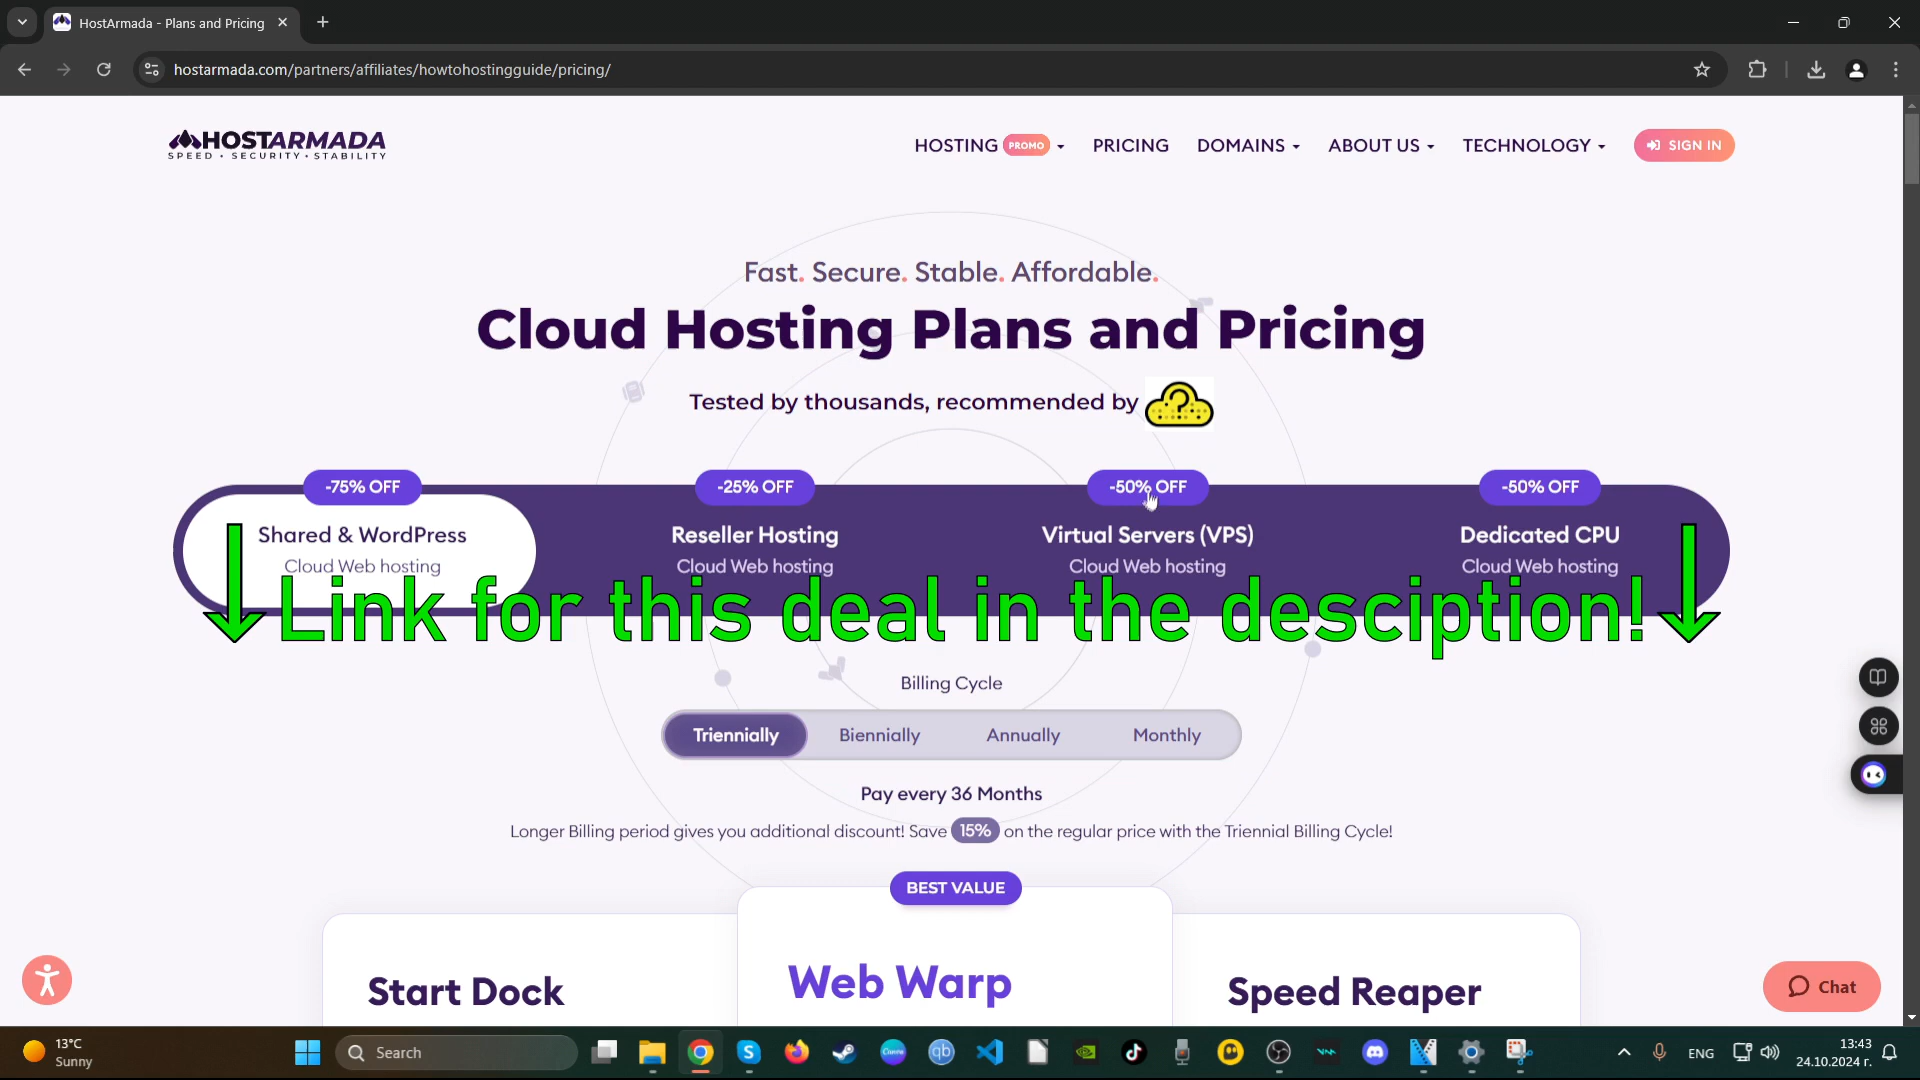 HostArmada - Plans and Pricing
hostarmada.com/partners/affiliates/howtohostingguide/pricing/
HOSTARMADA
SPEED • SECURITY • STABILITY
HOSTING PROMO PRICING DOMAINS ABOUT US TECHNOLOGY SIGN IN
Fast. Secure. Stable. Affordable.
Cloud Hosting Plans and Pricing
Tested by thousands, recommended by
-75% OFF -25% OFF -50% OFF -50% OFF
Shared & WordPress Reseller Hosting Virtual Servers (VPS) Dedicated CPU
Cloud Web hosting Cloud Web hosting Cloud Web hosting Cloud Web hosting
Link for this deal in the desciption!
Billing Cycle
Triennially Biennially Annually Monthly
Pay every 36 Months
Longer Billing period gives you additional discount! Save 15% on the regular price with the Triennial Billing Cycle!
BEST VALUE
Start Dock Web Warp Speed Reaper
Chat
13°C
Sunny
Search
Canva
qb
ENG
13:43
24.10.2024 г.